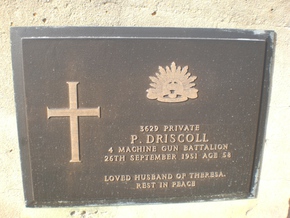 3629 PRIVATE
P. DRISCOLL
4 MACHINE GUN BATTALION
26TH SEPTEMBER 1951 AGE 58
LOVED HUSBAND OF THERESA.
REST IN PEACE